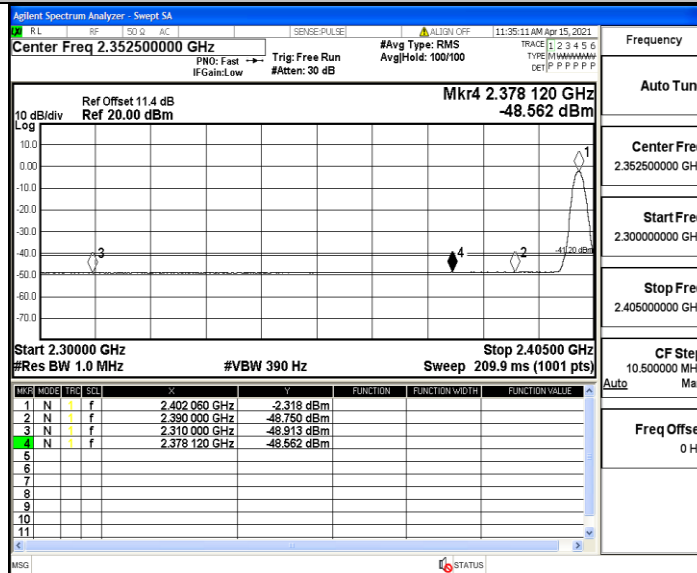 Agilent Spectrum Analyzer - Swept SA
RL RF 50 Ω AC SENSE:PULSE ALIGN OFF 11:35:11 AM Apr 15, 2021
Center Freq 2.352500000 GHz
PNO: Fast
IFGain:Low
Trig: Free Run
#Atten: 30 dB
#Avg Type: RMS
Avg|Hold: 100/100
TRACE 1 2 3 4 5 6
TYPE M W W W W W
DET P P P P P P
Ref Offset 11.4 dB
10 dB/div Ref 20.00 dBm
Log
Mkr4 2.378 120 GHz
-48.562 dBm
10.0
0.00
-10.0
-20.0
-30.0
-40.0
-50.0
-60.0
-70.0
1
3
4
2
-41.20 dBm
Start 2.30000 GHz Stop 2.40500 GHz
#Res BW 1.0 MHz #VBW 390 Hz Sweep 209.9 ms (1001 pts)
MKR MODE TRC SCL X Y FUNCTION FUNCTION WIDTH FUNCTION VALUE
1 N 1 f 2.402 060 GHz -2.318 dBm
2 N 1 f 2.390 000 GHz -48.750 dBm
3 N 1 f 2.310 000 GHz -48.913 dBm
4 N 1 f 2.378 120 GHz -48.562 dBm
5
6
7
8
9
10
11
MSG STATUS
Frequency
Auto Tun
Center Fre
2.352500000 GH
Start Fre
2.300000000 GH
Stop Fre
2.405000000 GH
CF Step
10.500000 MH
Auto Ma
Freq Offse
0 H